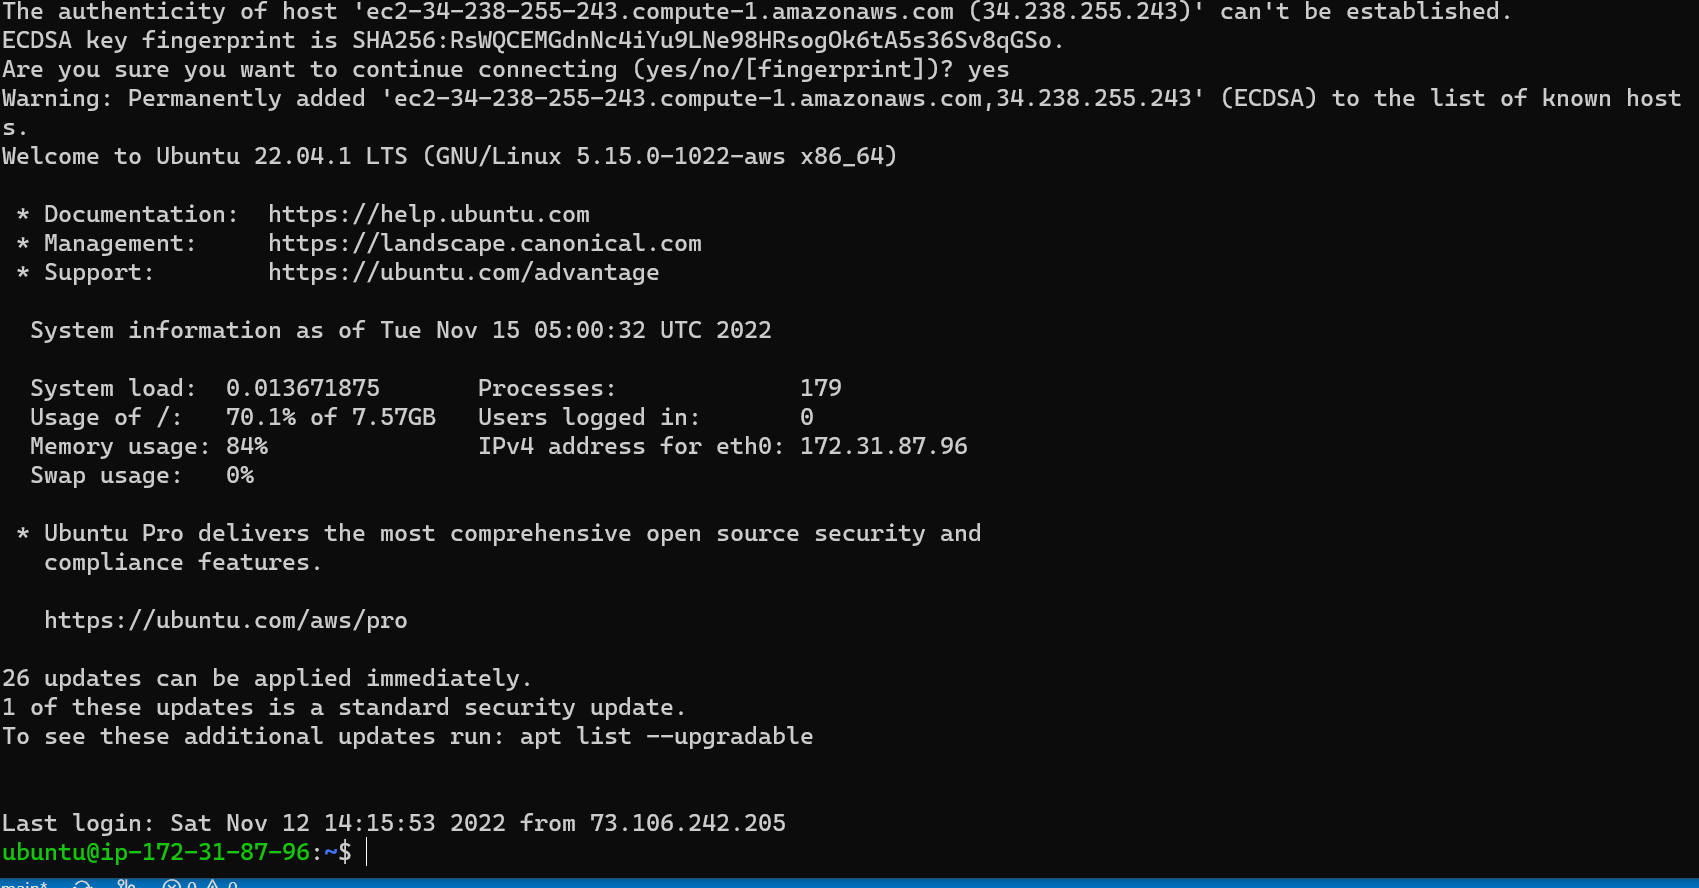 The authenticity of host 'ec2-34-238-255-243.compute-1.amazonaws.com (34.238.255.243)' can't be established.
ECDSA key fingerprint is SHA256:RsWQCEMGdnNc4iYu9LNe98HRsogOk6tA5s36Sv8qGSo.
Are you sure you want to continue connecting (yes/no/[fingerprint])? yes
Warning: Permanently added 'ec2-34-238-255-243.compute-1.amazonaws.com,34.238.255.243' (ECDSA) to the list of known host
s.
Welcome to Ubuntu 22.04.1 LTS (GNU/Linux 5.15.0-1022-aws x86_64)
* Documentation:  https://help.ubuntu.com
* Management:     https://landscape.canonical.com
* Support:        https://ubuntu.com/advantage
System information as of Tue Nov 15 05:00:32 UTC 2022
System load:  0.013671875       Processes:             179
Usage of /:   70.1% of 7.57GB   Users logged in:       0
Memory usage: 84%               IPv4 address for eth0: 172.31.87.96
Swap usage:   0%
* Ubuntu Pro delivers the most comprehensive open source security and
compliance features.
https://ubuntu.com/aws/pro
26 updates can be applied immediately.
1 of these updates is a standard security update.
To see these additional updates run: apt list --upgradable
Last login: Sat Nov 12 14:15:53 2022 from 73.106.242.205
ubuntu@ip-172-31-87-96:~$
main* 0 0